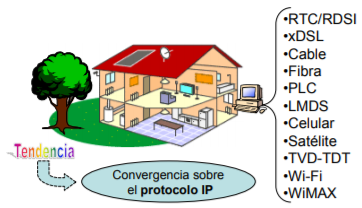 •RTC/RDSI
•xDSL
•Cable
•Fibra
•PLC
•LMDS
•Celular
•Satélite
•TVD-TDT
•Wi-Fi
•WiMAX
Tendencia
Convergencia sobre
el protocolo IP